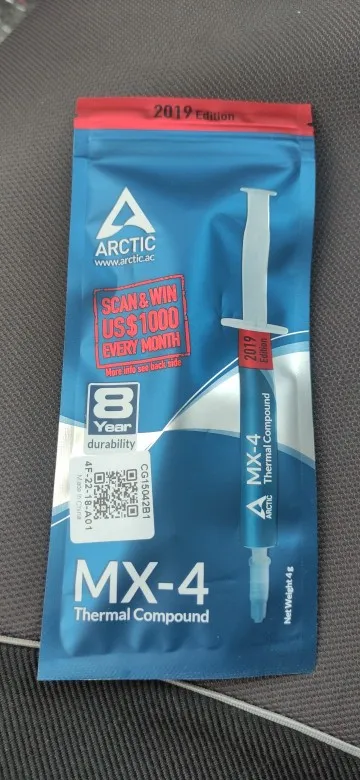 2019 Edition
ARCTIC
www.arctic.ac
SCAN & WIN
US$1000
EVERY MONTH
More info see back side
8
Year
durability
CG15042B1
4F-22-18-A01
Made in China
2019
Edition
MX-4
Thermal Compound
ARCTIC
MX-4
Thermal Compound
Net Weight 4 g